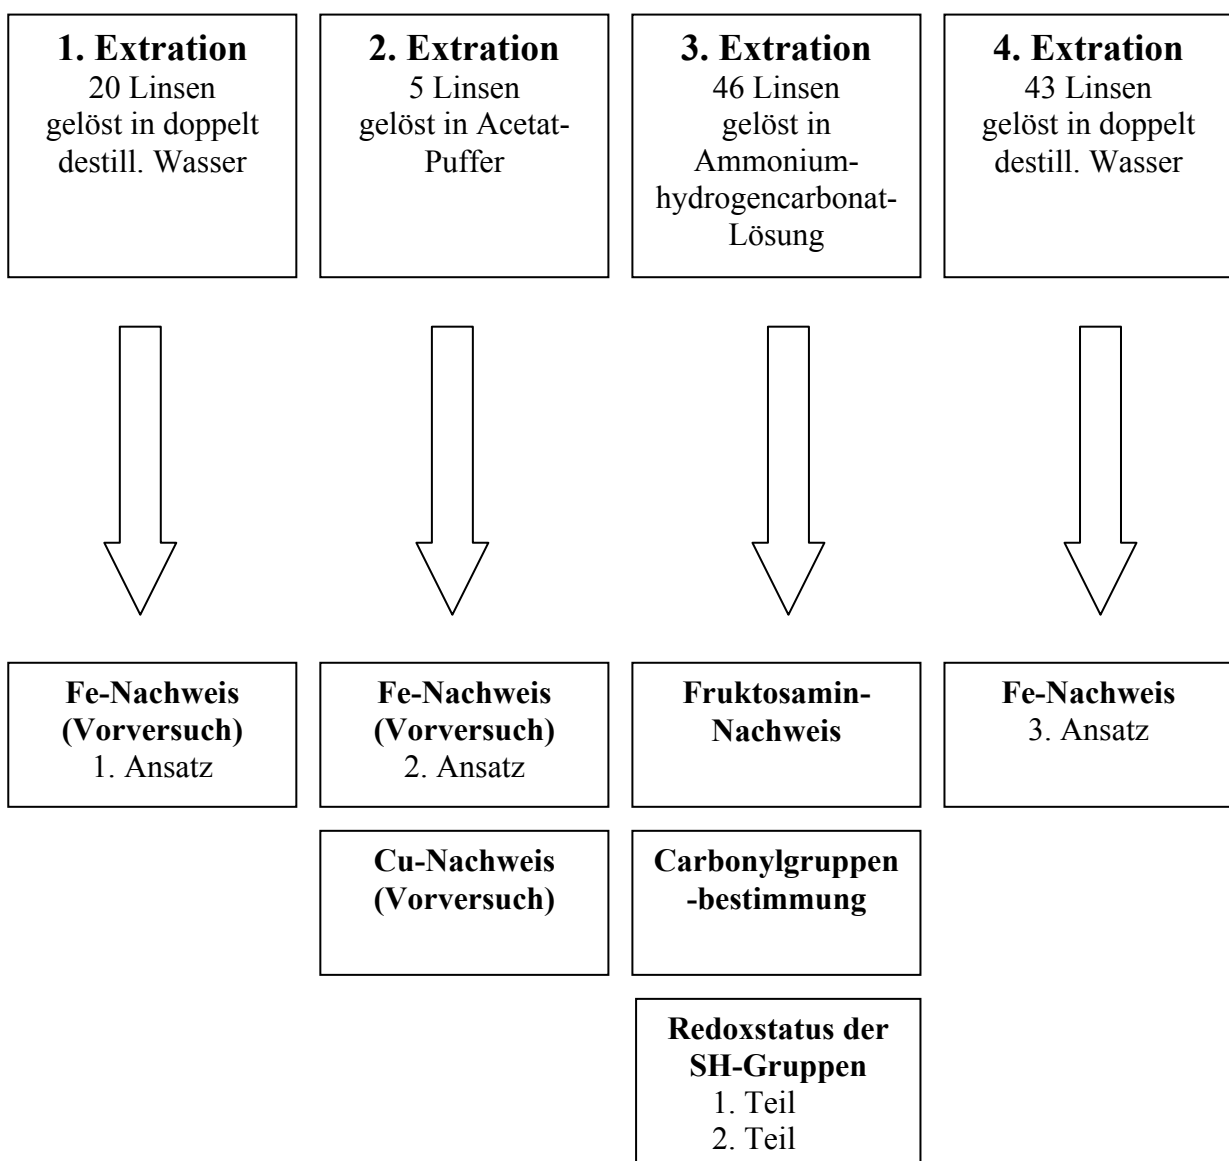 1. Extration
20 Linsen
gelöst in doppelt
destill. Wasser
2. Extration
5 Linsen
gelöst in Acetat-
Puffer
3. Extration
46 Linsen
gelöst in
Ammonium-
hydrogencarbonat-
Lösung
4. Extration
43 Linsen
gelöst in doppelt
destill. Wasser
Fe-Nachweis
(Vorversuch)
1. Ansatz
Fe-Nachweis
(Vorversuch)
2. Ansatz
Fruktosamin-
Nachweis
Fe-Nachweis
3. Ansatz
Cu-Nachweis
(Vorversuch)
Carbonylgruppen
-bestimmung
Redoxstatus der
SH-Gruppen
1. Teil
2. Teil